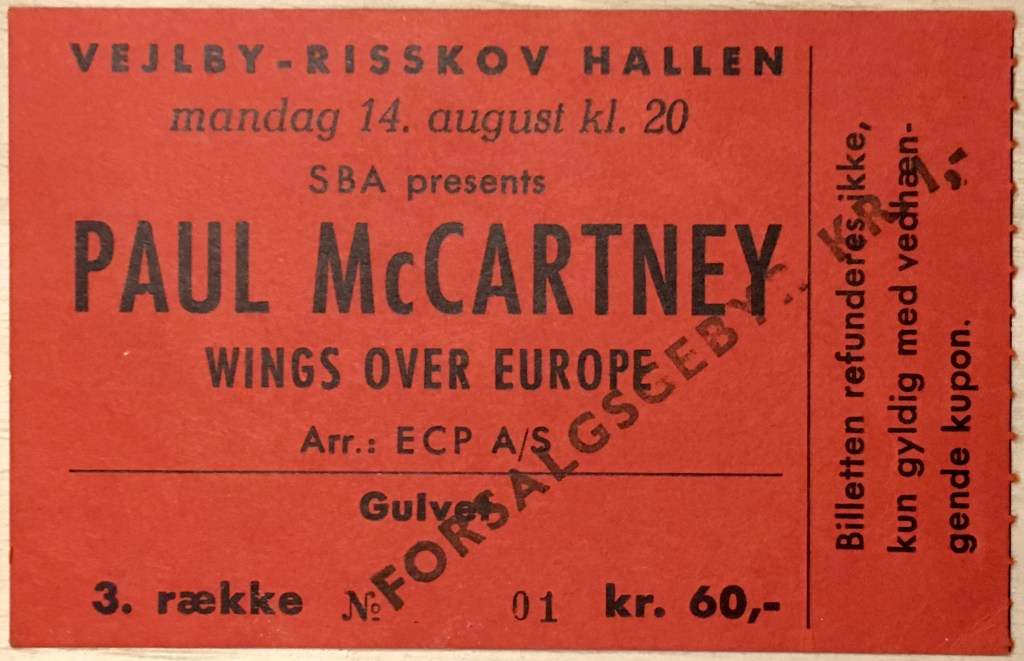 VEJLBY-RISSKOV HALLEN
mandag 14. august kl. 20
SBA presents
PAUL McCARTNEY
WINGS OVER EUROPE
Arr.: ECP A/S
Gulvet
3. række № 01 kr. 60,-
FORSALGSGEBYR KR 1,-
Billetten refunderes ikke,
kun gyldig med vedhæn-
gende kupon.